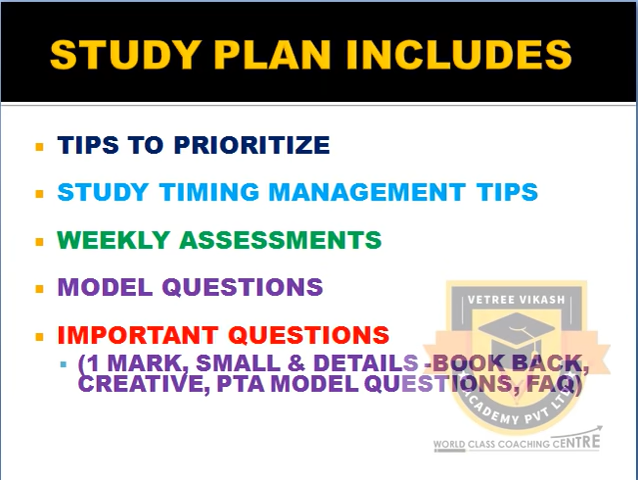 STUDY PLAN INCLUDES
TIPS TO PRIORITIZE
STUDY TIMING MANAGEMENT TIPS
WEEKLY ASSESSMENTS
MODEL QUESTIONS
IMPORTANT QUESTIONS
(1 MARK, SMALL & DETAILS -BOOK BACK,
CREATIVE, PTA MODEL QUESTIONS, FAQ)
VETREE VIKASH
ACADEMY PVT LTD
WORLD CLASS COACHING CENTRE